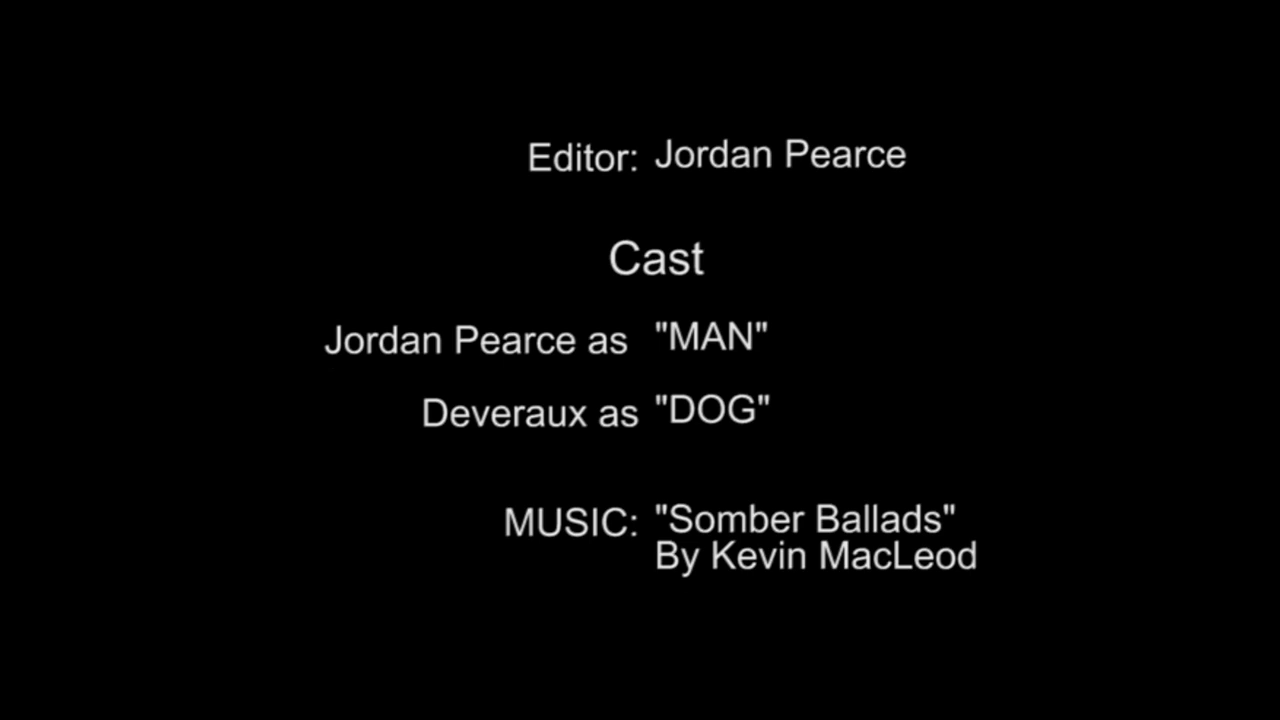 Editor: Jordan Pearce
Cast
Jordan Pearce as "MAN"
Deveraux as "DOG"
MUSIC: "Somber Ballads"
By Kevin MacLeod